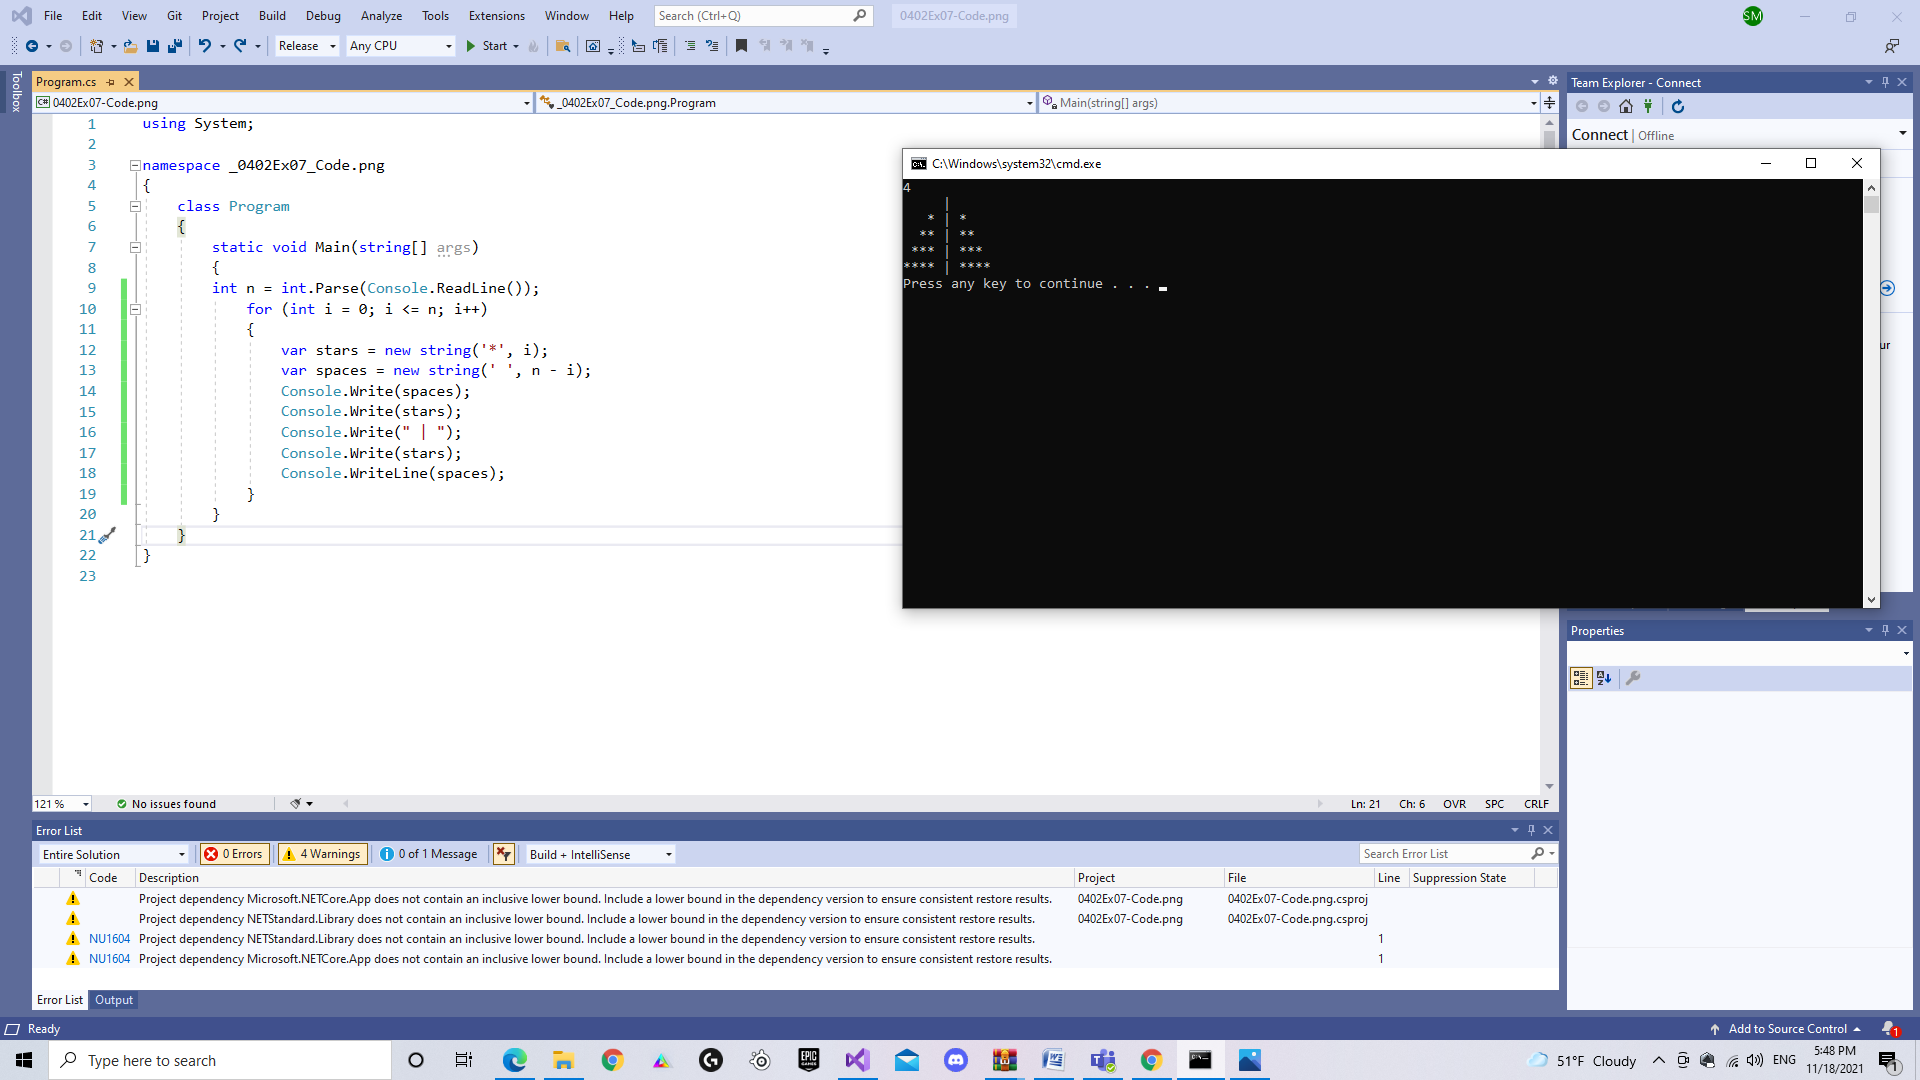 File Edit View Git Project Build Debug Analyze Tools Extensions Window Help Search (Ctrl+Q) 0402Ex07-Code.png SM
Release Any CPU Start
Toolbox
Program.cs
C# 0402Ex07-Code.png _0402Ex07_Code.png.Program Main(string[] args)
1 using System;
2
3 namespace _0402Ex07_Code.png
4 {
5 class Program
6 {
7 static void Main(string[] args)
8 {
9 int n = int.Parse(Console.ReadLine());
10 for (int i = 0; i <= n; i++)
11 {
12 var stars = new string('*', i);
13 var spaces = new string(' ', n - i);
14 Console.Write(spaces);
15 Console.Write(stars);
16 Console.Write(" | ");
17 Console.Write(stars);
18 Console.WriteLine(spaces);
19 }
20 }
21 }
22 }
23
C:\Windows\system32\cmd.exe
4
     |
   * | *
  ** | **
 *** | ***
**** | ****
Press any key to continue . . .
Team Explorer - Connect
Connect | Offline
ur
Properties
121 % No issues found Ln: 21 Ch: 6 OVR SPC CRLF
Error List
Entire Solution 0 Errors 4 Warnings 0 of 1 Message Build + IntelliSense Search Error List
Code Description Project File Line Suppression State
Project dependency Microsoft.NETCore.App does not contain an inclusive lower bound. Include a lower bound in the dependency version to ensure consistent restore results. 0402Ex07-Code.png 0402Ex07-Code.png.csproj
Project dependency NETStandard.Library does not contain an inclusive lower bound. Include a lower bound in the dependency version to ensure consistent restore results. 0402Ex07-Code.png 0402Ex07-Code.png.csproj
NU1604 Project dependency NETStandard.Library does not contain an inclusive lower bound. Include a lower bound in the dependency version to ensure consistent restore results. 1
NU1604 Project dependency Microsoft.NETCore.App does not contain an inclusive lower bound. Include a lower bound in the dependency version to ensure consistent restore results. 1
Error List Output
Ready Add to Source Control 1
Type here to search EPIC GAMES 51°F Cloudy ENG 5:48 PM
11/18/2021 1